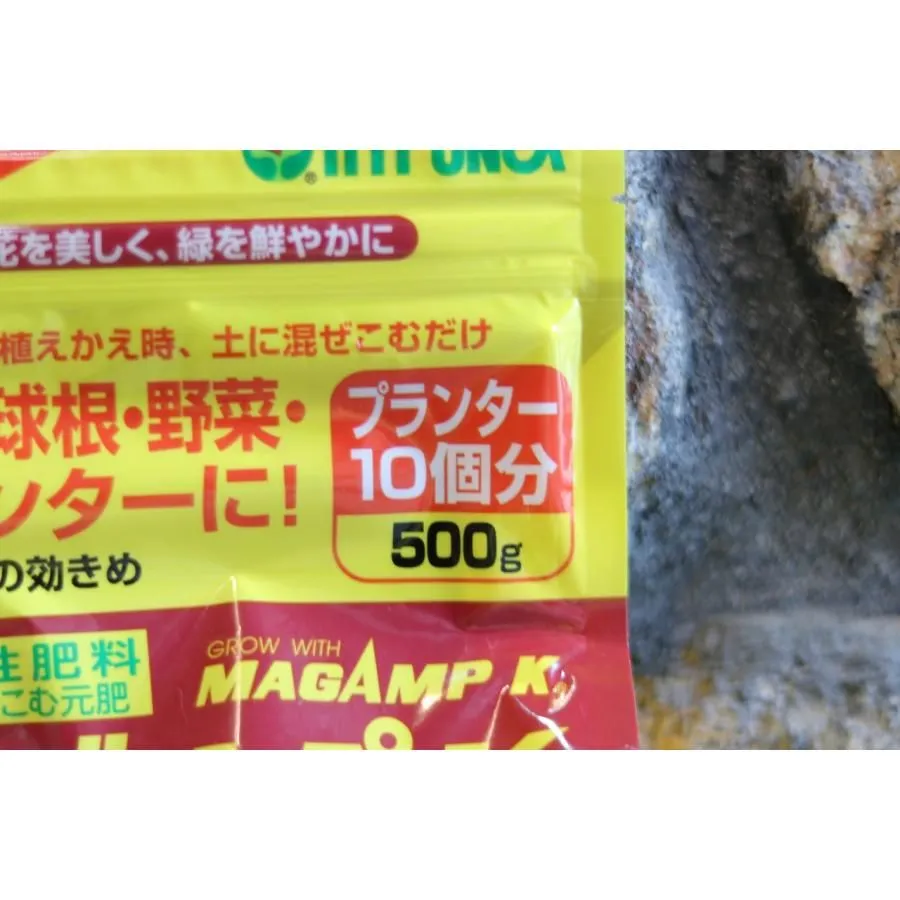 HYPONEX
®
花を美しく、緑を鮮やかに
植えかえ時、土に混ぜこむだけ
球根・野菜・
ンターに!
プランター
10個分
500g
の効きめ
性肥料
こむ元肥
GROW WITH
MAGAMP K